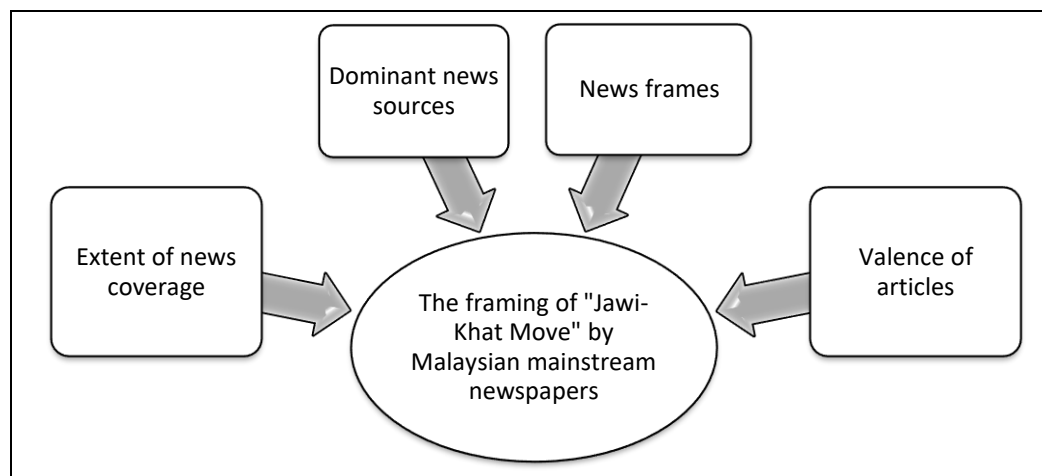 Dominant news
sources
News frames
Extent of news
coverage
Valence of
articles
The framing of "Jawi-
Khat Move" by
Malaysian mainstream
newspapers